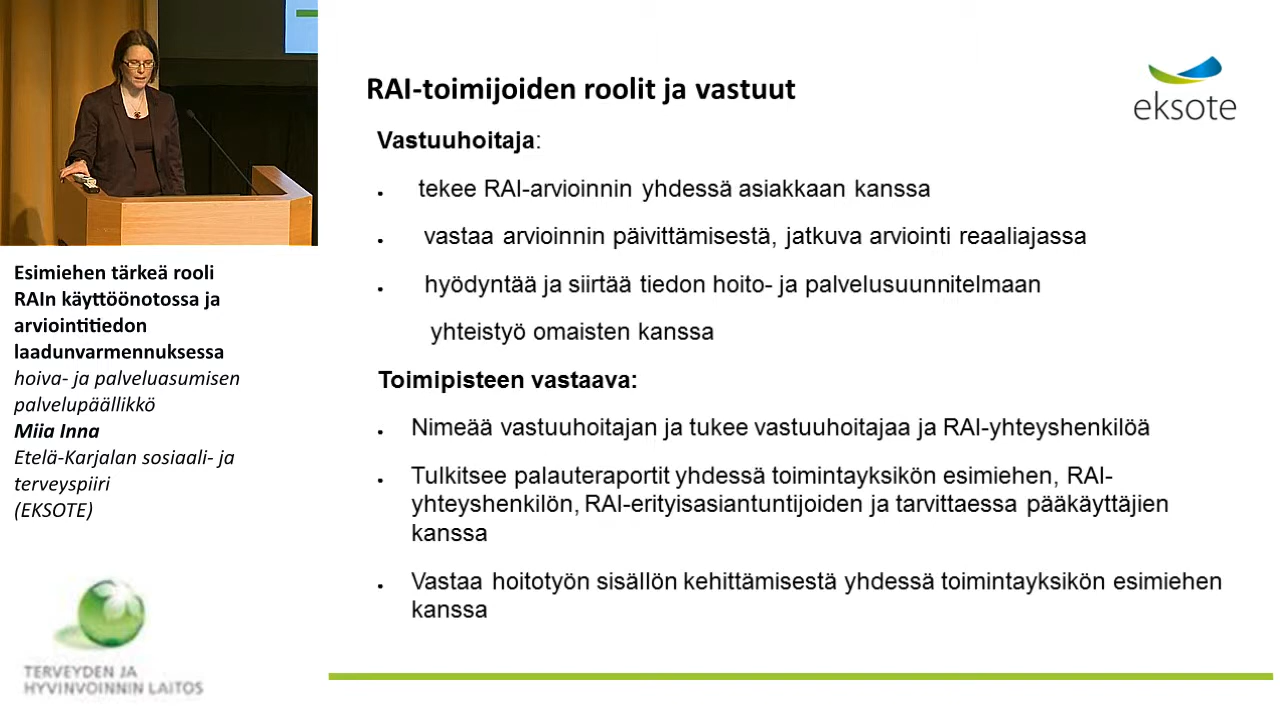 RAI-toimijoiden roolit ja vastuut
eksote
Vastuuhoitaja:
• tekee RAI-arvioinnin yhdessä asiakkaan kanssa
• vastaa arvioinnin päivittämisestä, jatkuva arviointi reaaliajassa
• hyödyntää ja siirtää tiedon hoito- ja palvelusuunnitelmaan
yhteistyö omaisten kanssa
Toimipisteen vastaava:
• Nimeää vastuuhoitajan ja tukee vastuuhoitajaa ja RAI-yhteyshenkilöä
• Tulkitsee palauteraportit yhdessä toimintayksikön esimiehen, RAI-
yhteyshenkilön, RAI-erityisasiantuntijoiden ja tarvittaessa pääkäyttäjien
kanssa
• Vastaa hoitotyön sisällön kehittämisestä yhdessä toimintayksikön esimiehen
kanssa
Esimiehen tärkeä rooli
RAIn käyttöönotossa ja
arviointitiedon
laadunvarmennuksessa
hoiva- ja palveluasumisen
palvelupäällikkö
Miia Inna
Etelä-Karjalan sosiaali- ja
terveyspiiri
(EKSOTE)
TERVEYDEN JA
HYVINVOINNIN LAITOS